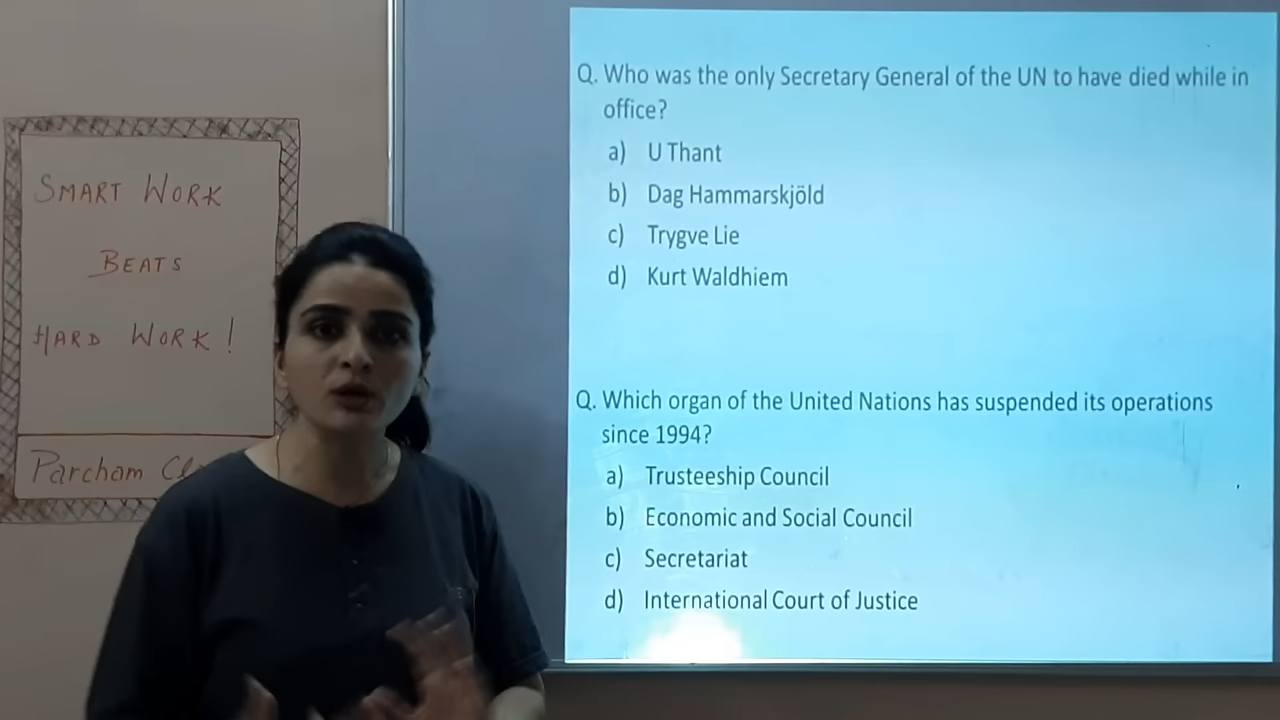 SMART WORK
BEATS
HARD WORK!
Parcham
Q. Who was the only Secretary General of the UN to have died while in
office?
a) U Thant
b) Dag Hammarskjöld
c) Trygve Lie
d) Kurt Waldhiem
Q. Which organ of the United Nations has suspended its operations
since 1994?
a) Trusteeship Council
b) Economic and Social Council
c) Secretariat
d) International Court of Justice